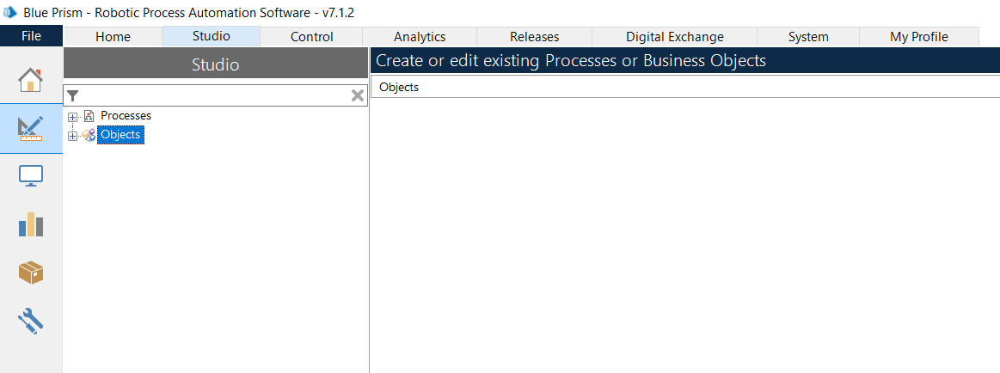 Blue Prism - Robotic Process Automation Software - v7.1.2
File Home Studio Control Analytics Releases Digital Exchange System My Profile
Studio
Create or edit existing Processes or Business Objects
Objects
Processes
Objects